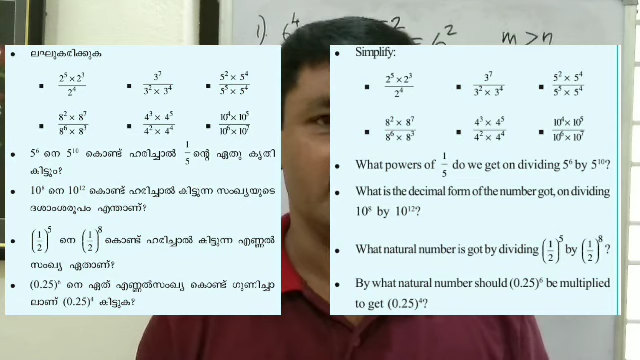 1). 6⁴
m > n
• ലഘൂകരിക്കുക
▪ 2⁵ × 2³ / 2⁴ ▪ 3⁷ / 3² × 3⁴ ▪ 5² × 5⁴ / 5⁵ × 5⁴
▪ 8² × 8⁷ / 8⁶ × 8³ ▪ 4³ × 4⁵ / 4² × 4⁴ ▪ 10⁴ × 10⁵ / 10⁶ × 10⁷
• 5⁶ നെ 5¹⁰ കൊണ്ട് ഹരിച്ചാൽ 1/5 ന്റെ ഏതു കൃതി
കിട്ടും?
• 10⁸ നെ 10¹² കൊണ്ട് ഹരിച്ചാൽ കിട്ടുന്ന സംഖ്യയുടെ
ദശാംശരൂപം എന്താണ്?
• (1/2)⁵ നെ (1/2)⁸ കൊണ്ട് ഹരിച്ചാൽ കിട്ടുന്ന എണ്ണൽ
സംഖ്യ ഏതാണ്?
• (0.25)⁶ നെ ഏത് എണ്ണൽസംഖ്യ കൊണ്ട് ഗുണിച്ചാ
ലാണ് (0.25)⁴ കിട്ടുക?
• Simplify:
▪ 2⁵ × 2³ / 2⁴ ▪ 3⁷ / 3² × 3⁴ ▪ 5² × 5⁴ / 5⁵ × 5⁴
▪ 8² × 8⁷ / 8⁶ × 8³ ▪ 4³ × 4⁵ / 4² × 4⁴ ▪ 10⁴ × 10⁵ / 10⁶ × 10⁷
• What powers of 1/5 do we get on dividing 5⁶ by 5¹⁰?
• What is the decimal form of the number got, on dividing
10⁸ by 10¹²?
• What natural number is got by dividing (1/2)⁵ by (1/2)⁸?
• By what natural number should (0.25)⁶ be multiplied
to get (0.25)⁴?